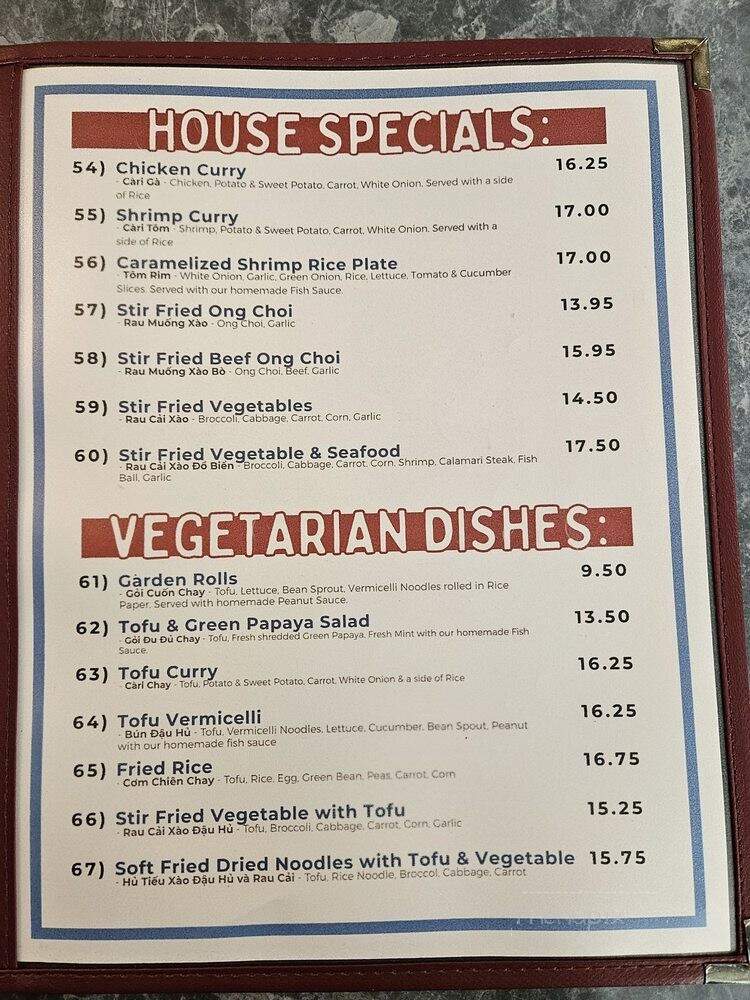 HOUSE SPECIALS:
54) Chicken Curry 16.25
- Càri Gà - Chicken, Potato & Sweet Potato, Carrot, White Onion. Served with a side
of Rice
55) Shrimp Curry 17.00
- Càri Tôm - Shrimp, Potato & Sweet Potato, Carrot, White Onion. Served with a
side of Rice
56) Caramelized Shrimp Rice Plate 17.00
- Tôm Rim - White Onion, Garlic, Green Onion, Rice, Lettuce, Tomato & Cucumber
Slices. Served with our homemade Fish Sauce.
57) Stir Fried Ong Choi 13.95
- Rau Muống Xào - Ong Choi, Garlic
58) Stir Fried Beef Ong Choi 15.95
- Rau Muống Xào Bò - Ong Choi, Beef, Garlic
59) Stir Fried Vegetables 14.50
- Rau Cải Xào - Broccoli, Cabbage, Carrot, Corn, Garlic
60) Stir Fried Vegetable & Seafood 17.50
- Rau Cải Xào Đồ Biển - Broccoli, Cabbage, Carrot, Corn, Shrimp, Calamari Steak, Fish
Ball, Garlic
VEGETARIAN DISHES:
61) Garden Rolls 9.50
- Gỏi Cuốn Chay - Tofu, Lettuce, Bean Sprout, Vermicelli Noodles rolled in Rice
Paper. Served with homemade Peanut Sauce.
62) Tofu & Green Papaya Salad 13.50
- Gỏi Đu Đủ Chay - Tofu, Fresh shredded Green Papaya, Fresh Mint with our homemade Fish
Sauce.
63) Tofu Curry 16.25
- Càri Chay - Tofu, Potato & Sweet Potato, Carrot, White Onion & a side of Rice
64) Tofu Vermicelli 16.25
- Bún Đậu Hủ - Tofu, Vermicelli Noodles, Lettuce, Cucumber, Bean Spout, Peanut
with our homemade fish sauce
65) Fried Rice 16.75
- Cơm Chiên Chay - Tofu, Rice, Egg, Green Bean, Peas, Carrot, Corn
66) Stir Fried Vegetable with Tofu 15.25
- Rau Cải Xào Đậu Hủ - Tofu, Broccoli, Cabbage, Carrot, Corn, Garlic
67) Soft Fried Dried Noodles with Tofu & Vegetable 15.75
- Hủ Tiếu Xào Đậu Hủ và Rau Cải - Tofu, Rice Noodle, Broccol, Cabbage, Carrot